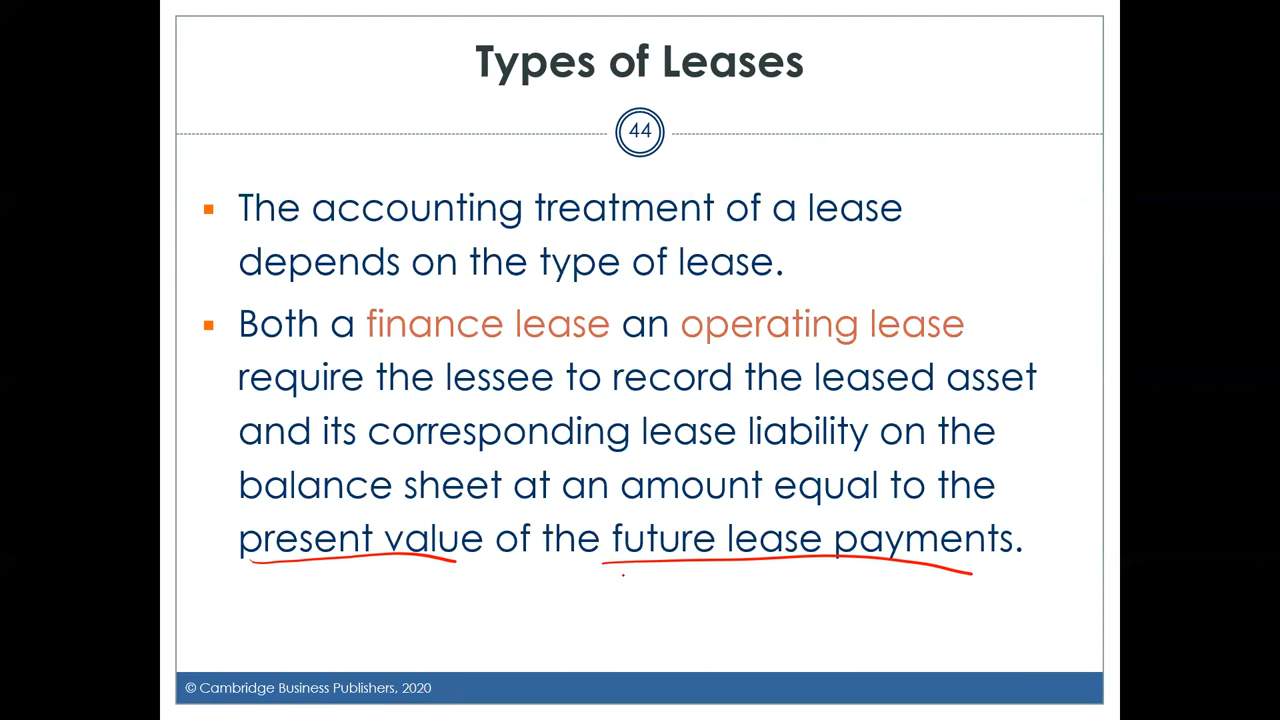 Types of Leases
44
▪ The accounting treatment of a lease
depends on the type of lease.
▪ Both a finance lease an operating lease
require the lessee to record the leased asset
and its corresponding lease liability on the
balance sheet at an amount equal to the
present value of the future lease payments.
© Cambridge Business Publishers, 2020